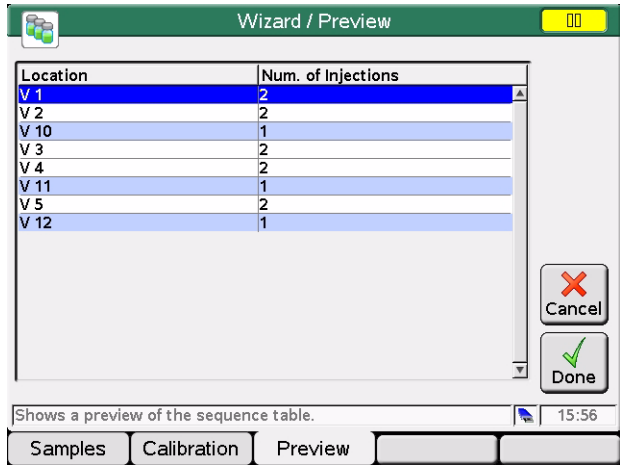 Wizard / Preview
Location Num. of Injections
V 1 2
V 2 2
V 10 1
V 3 2
V 4 2
V 11 1
V 5 2
V 12 1
Cancel
Done
Shows a preview of the sequence table. 15:56
Samples Calibration Preview